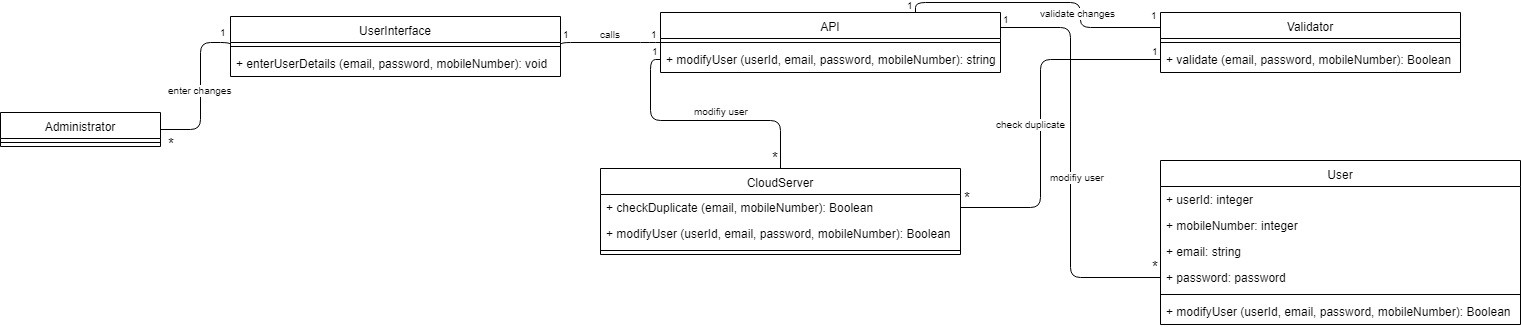 1
validate changes
1
UserInterface
1
calls
1
API
1
Validator
1
+ enterUserDetails (email, password, mobileNumber): void
1
+ modifyUser (userId, email, password, mobileNumber): string
1
+ validate (email, password, mobileNumber): Boolean
enter changes
Administrator
*
modifiy user
check duplicate
*
CloudServer
*
+ checkDuplicate (email, mobileNumber): Boolean
+ modifyUser (userId, email, password, mobileNumber): Boolean
modifiy user
User
+ userId: integer
+ mobileNumber: integer
+ email: string
*
+ password: password
+ modifyUser (userId, email, password, mobileNumber): Boolean